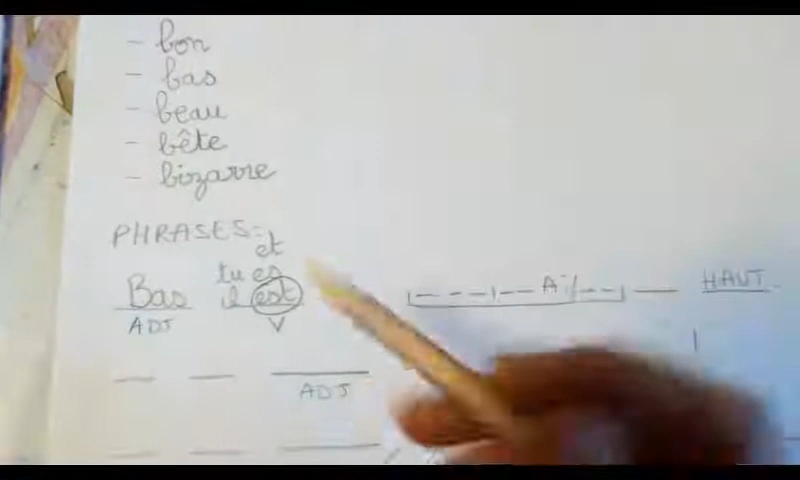 - bon
- bas
- beau
- bête
- bizarre
PHRASES:
et
tu es
Bas il est A HAUT
ADJ V
ADJ